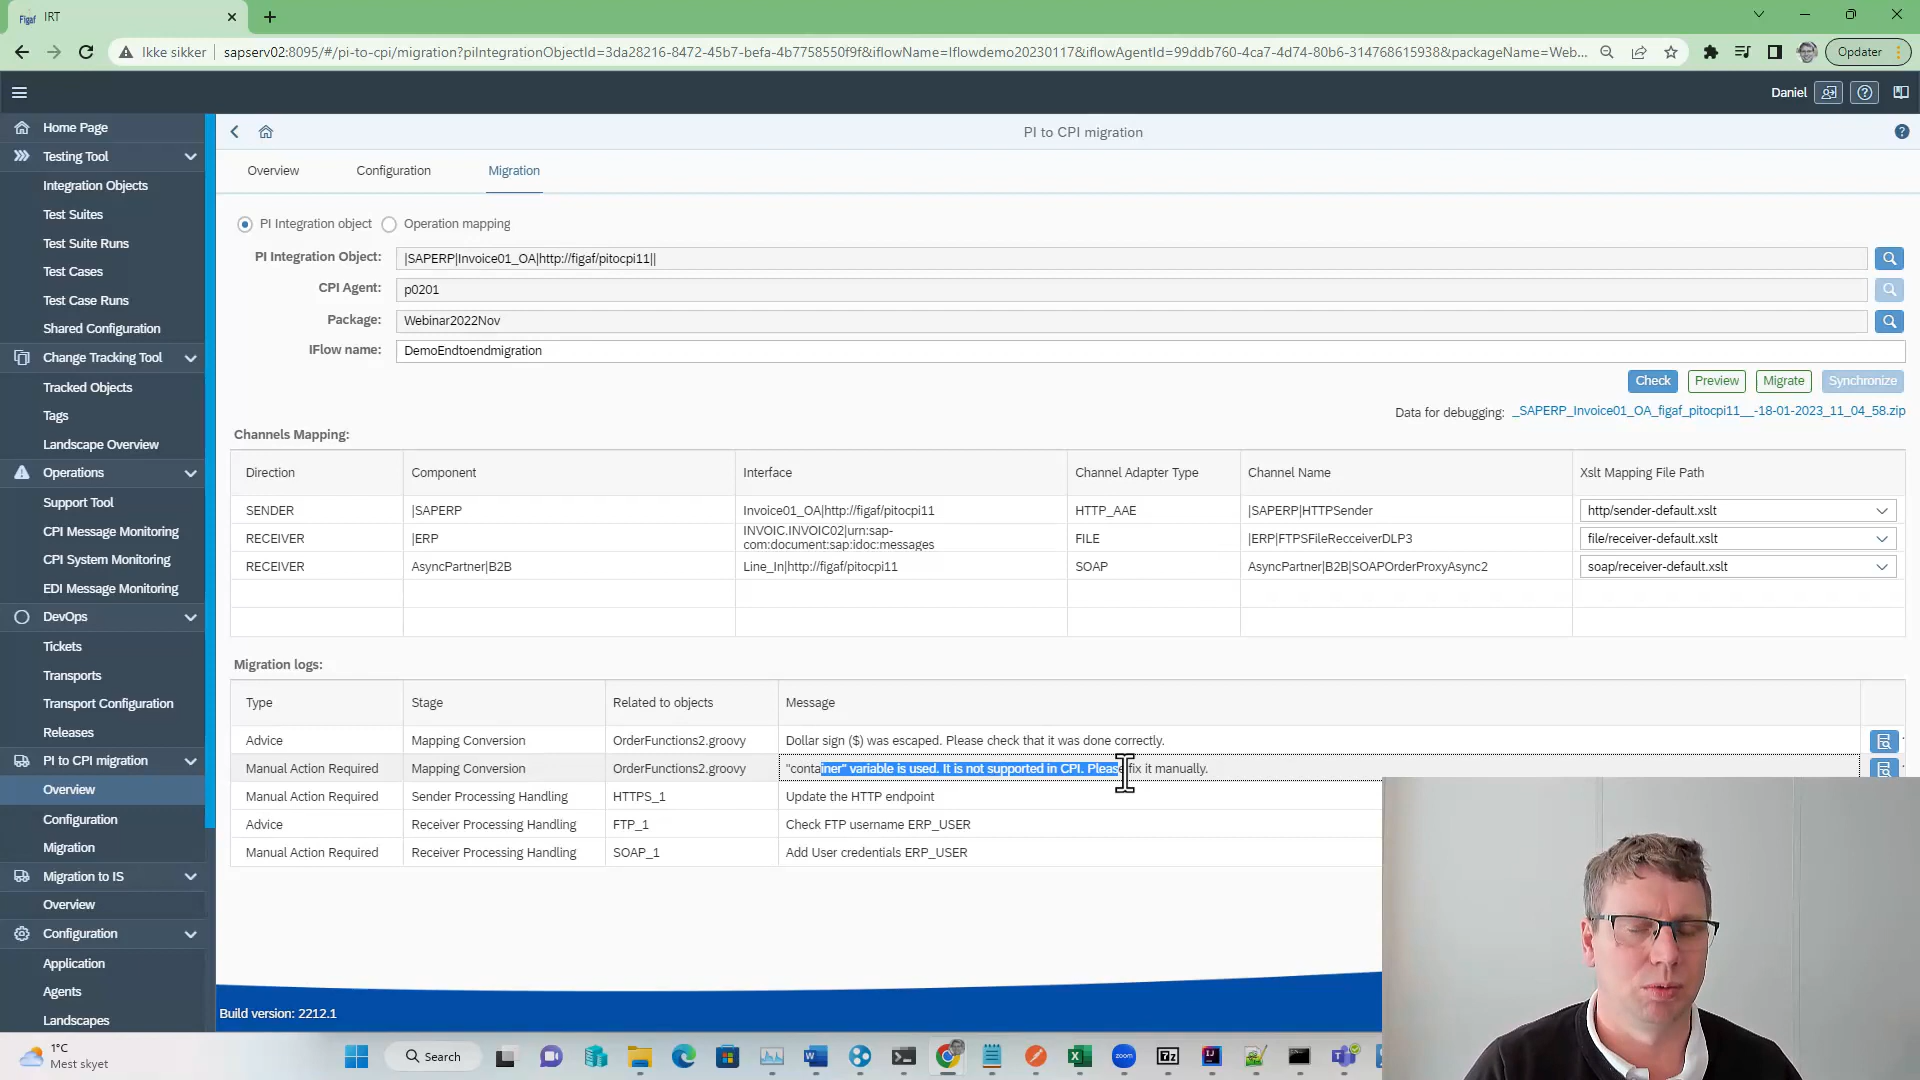 Figaf IRT
Ikke sikker sapserv02:8095/#/pi-to-cpi/migration?piIntegrationObjectId=3da28216-8472-45b7-befa-4b7758550f9f&iflowName=Iflowdemo20230117&iflowAgentId=99ddb760-4ca7-4d74-80b6-314768615938&packageName=Web... Opdater
Daniel
Home Page
Testing Tool
Integration Objects
Test Suites
Test Suite Runs
Test Cases
Test Case Runs
Shared Configuration
Change Tracking Tool
Tracked Objects
Tags
Landscape Overview
Operations
Support Tool
CPI Message Monitoring
CPI System Monitoring
EDI Message Monitoring
DevOps
Tickets
Transports
Transport Configuration
Releases
PI to CPI migration
Overview
Configuration
Migration
Migration to IS
Overview
Configuration
Application
Agents
Landscapes
PI to CPI migration
Overview Configuration Migration
PI Integration object Operation mapping
PI Integration Object: |SAPERP|Invoice01_OA|http://figaf/pitocpi11||
CPI Agent: p0201
Package: Webinar2022Nov
IFlow name: DemoEndtoendmigration
Check Preview Migrate Synchronize
Data for debugging: _SAPERP_Invoice01_OA_figaf_pitocpi11__-18-01-2023_11_04_58.zip
Channels Mapping:
Direction Component Interface Channel Adapter Type Channel Name Xslt Mapping File Path
SENDER |SAPERP Invoice01_OA|http://figaf/pitocpi11 HTTP_AAE |SAPERP|HTTPSender http/sender-default.xslt
RECEIVER |ERP INVOIC.INVOIC02|urn:sap-com:document:sap:idoc:messages FILE |ERP|FTPSFileRecceiverDLP3 file/receiver-default.xslt
RECEIVER AsyncPartner|B2B Line_In|http://figaf/pitocpi11 SOAP AsyncPartner|B2B|SOAPOrderProxyAsync2 soap/receiver-default.xslt
Migration logs:
Type Stage Related to objects Message
Advice Mapping Conversion OrderFunctions2.groovy Dollar sign ($) was escaped. Please check that it was done correctly.
Manual Action Required Mapping Conversion OrderFunctions2.groovy "container" variable is used. It is not supported in CPI. Please fix it manually.
Manual Action Required Sender Processing Handling HTTPS_1 Update the HTTP endpoint
Advice Receiver Processing Handling FTP_1 Check FTP username ERP_USER
Manual Action Required Receiver Processing Handling SOAP_1 Add User credentials ERP_USER
Build version: 2212.1
1°C
Mest skyet
Search
zoom
7z